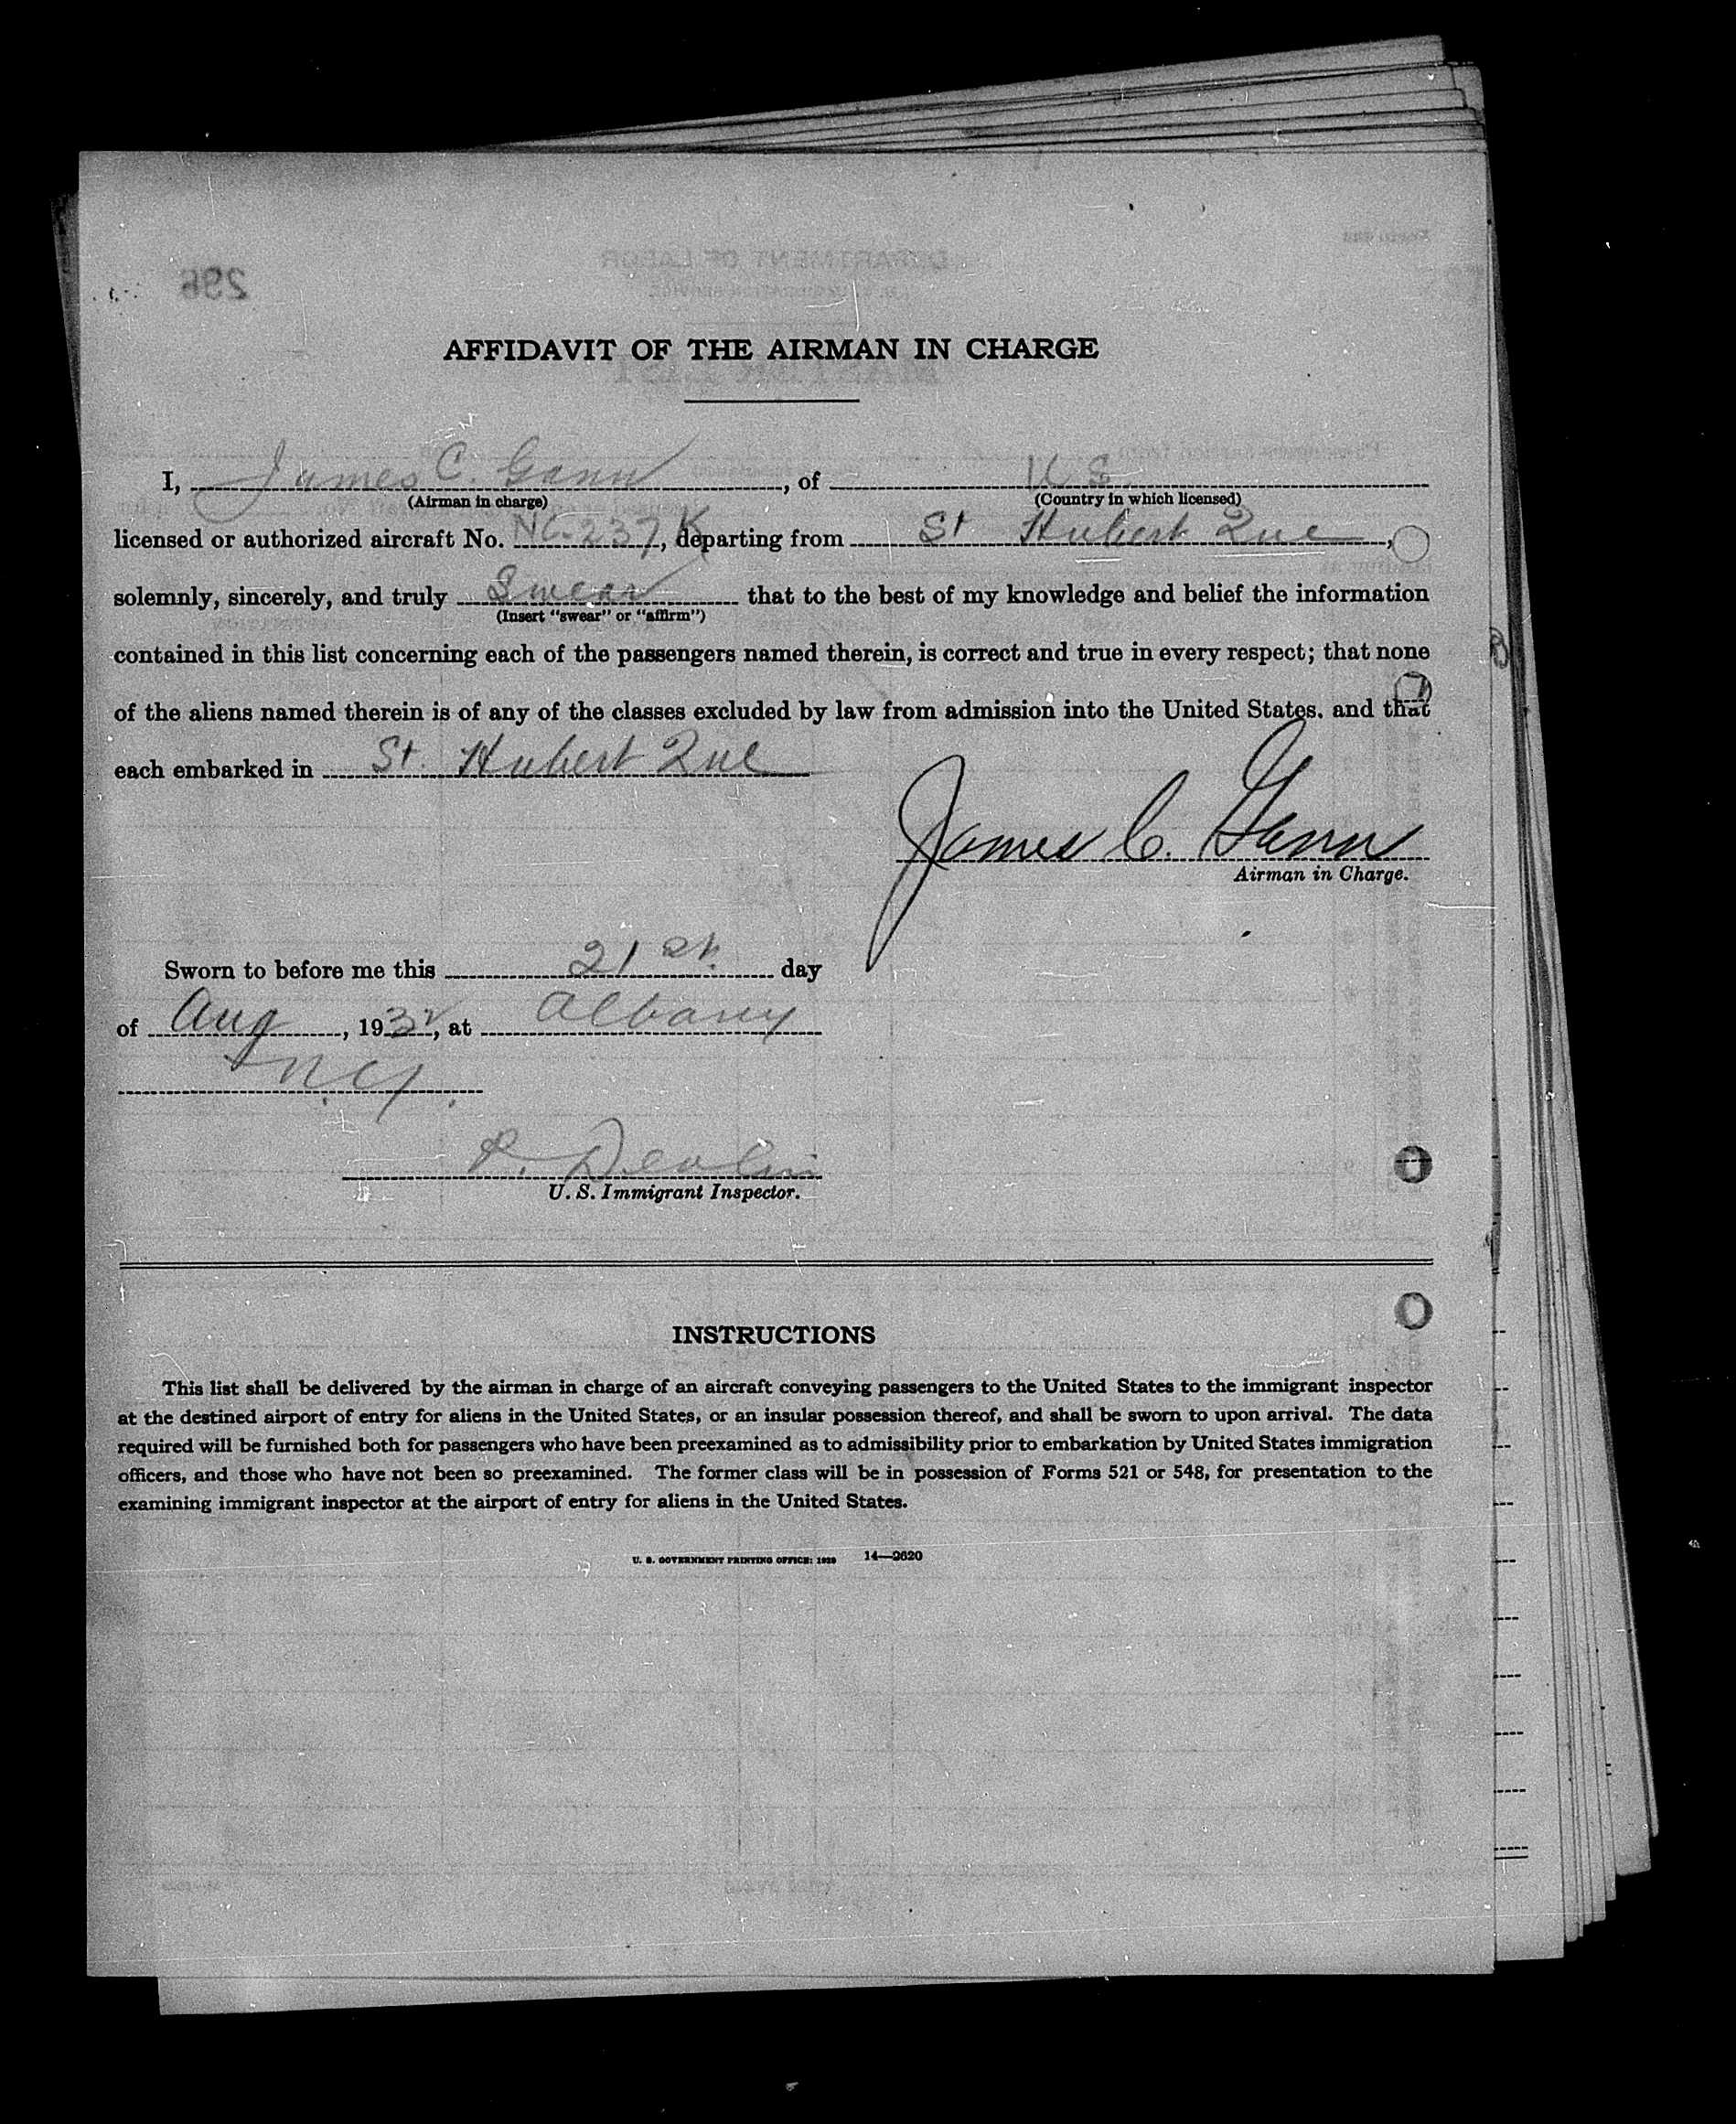 296
AFFIDAVIT OF THE AIRMAN IN CHARGE
I, James C. Gann, of U S
(Airman in charge) (Country in which licensed)
licensed or authorized aircraft No. NC-237K, departing from St Hubert Que,
solemnly, sincerely, and truly Swear that to the best of my knowledge and belief the information
(Insert "swear" or "affirm")
contained in this list concerning each of the passengers named therein, is correct and true in every respect; that none
of the aliens named therein is of any of the classes excluded by law from admission into the United States, and that
each embarked in St. Hubert Que
James C. Gann
Airman in Charge.
Sworn to before me this 21st. day
of Aug, 1932, at Albany
N.Y.
P. Devlin
U. S. Immigrant Inspector.
INSTRUCTIONS
This list shall be delivered by the airman in charge of an aircraft conveying passengers to the United States to the immigrant inspector
at the destined airport of entry for aliens in the United States, or an insular possession thereof, and shall be sworn to upon arrival. The data
required will be furnished both for passengers who have been preexamined as to admissibility prior to embarkation by United States immigration
officers, and those who have not been so preexamined. The former class will be in possession of Forms 521 or 548, for presentation to the
examining immigrant inspector at the airport of entry for aliens in the United States.
U. S. GOVERNMENT PRINTING OFFICE: 1929 14—2620